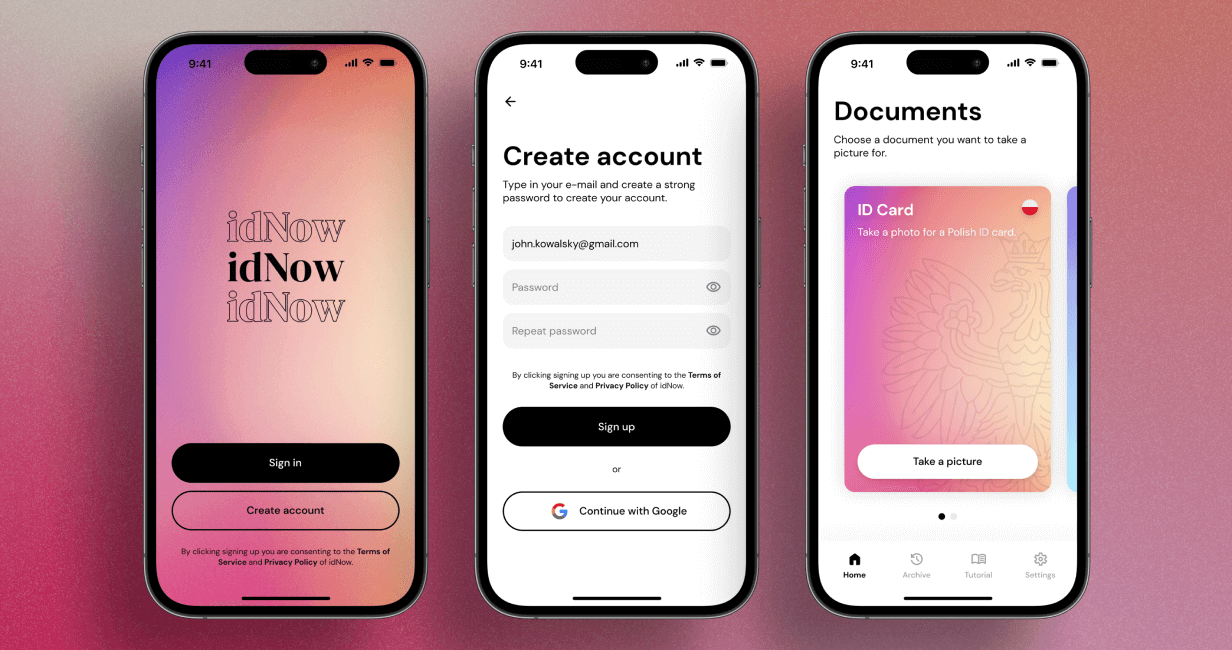 9:41
idNow
idNow
idNow
Sign in
Create account
By clicking signing up you are consenting to the Terms of
Service and Privacy Policy of idNow.
9:41
Create account
Type in your e-mail and create a strong
password to create your account.
john.kowalsky@gmail.com
Password
Repeat password
By clicking signing up you are consenting to the Terms of
Service and Privacy Policy of idNow.
Sign up
or
Continue with Google
9:41
Documents
Choose a document you want to take a
picture for.
ID Card
Take a photo for a Polish ID card.
Take a picture
Home
Archive
Tutorial
Settings